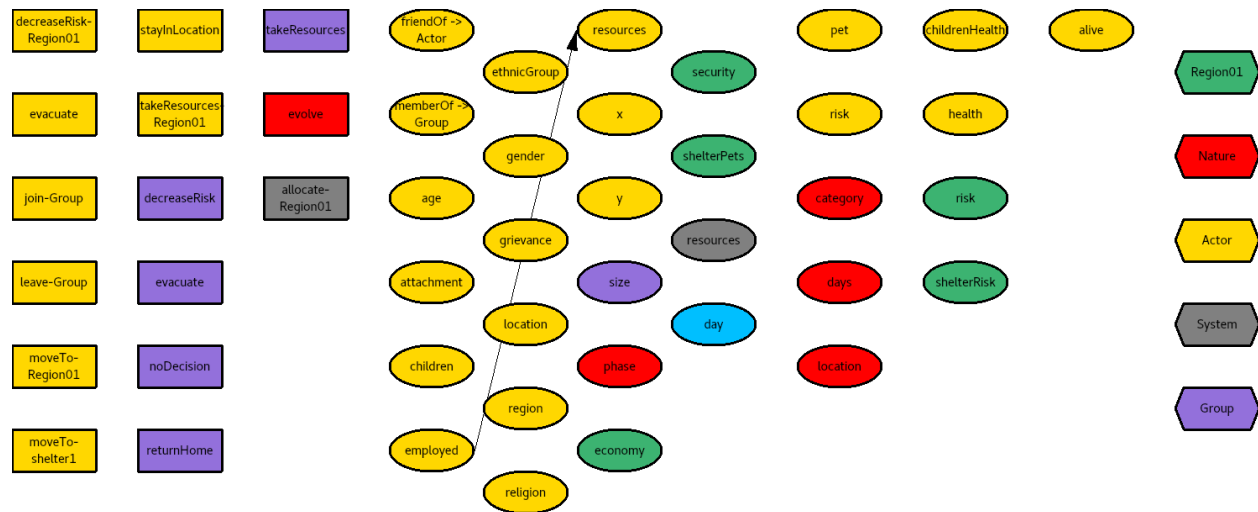 decreaseRisk-
Region01
stayInLocation
takeResources
friendOf ->
Actor
resources
pet
childrenHealth
alive
ethnicGroup
security
Region01
evacuate
takeResources-
Region01
evolve
memberOf ->
Group
x
risk
health
gender
shelterPets
Nature
join-Group
decreaseRisk
allocate-
Region01
age
y
category
risk
grievance
resources
Actor
leave-Group
evacuate
attachment
size
days
shelterRisk
location
day
System
moveTo-
Region01
noDecision
children
phase
location
region
Group
moveTo-
shelter1
returnHome
employed
economy
religion